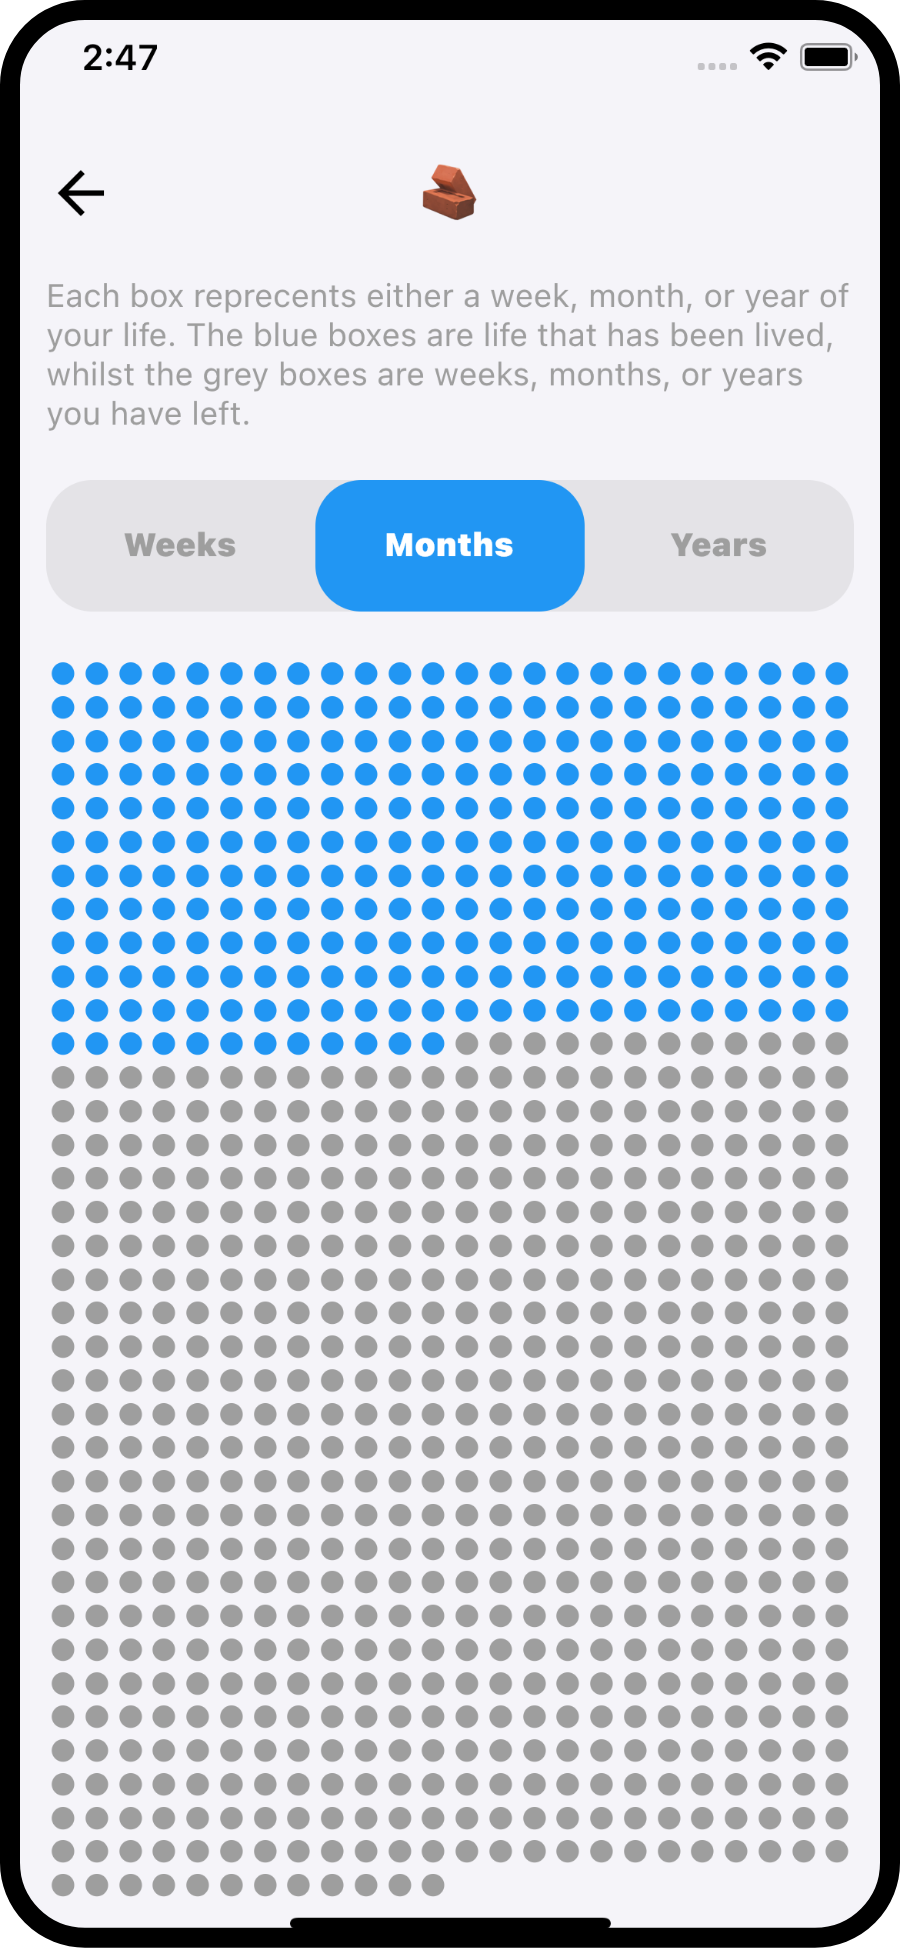 2:47
Each box reprecents either a week, month, or year of
your life. The blue boxes are life that has been lived,
whilst the grey boxes are weeks, months, or years
you have left.
Weeks Months Years